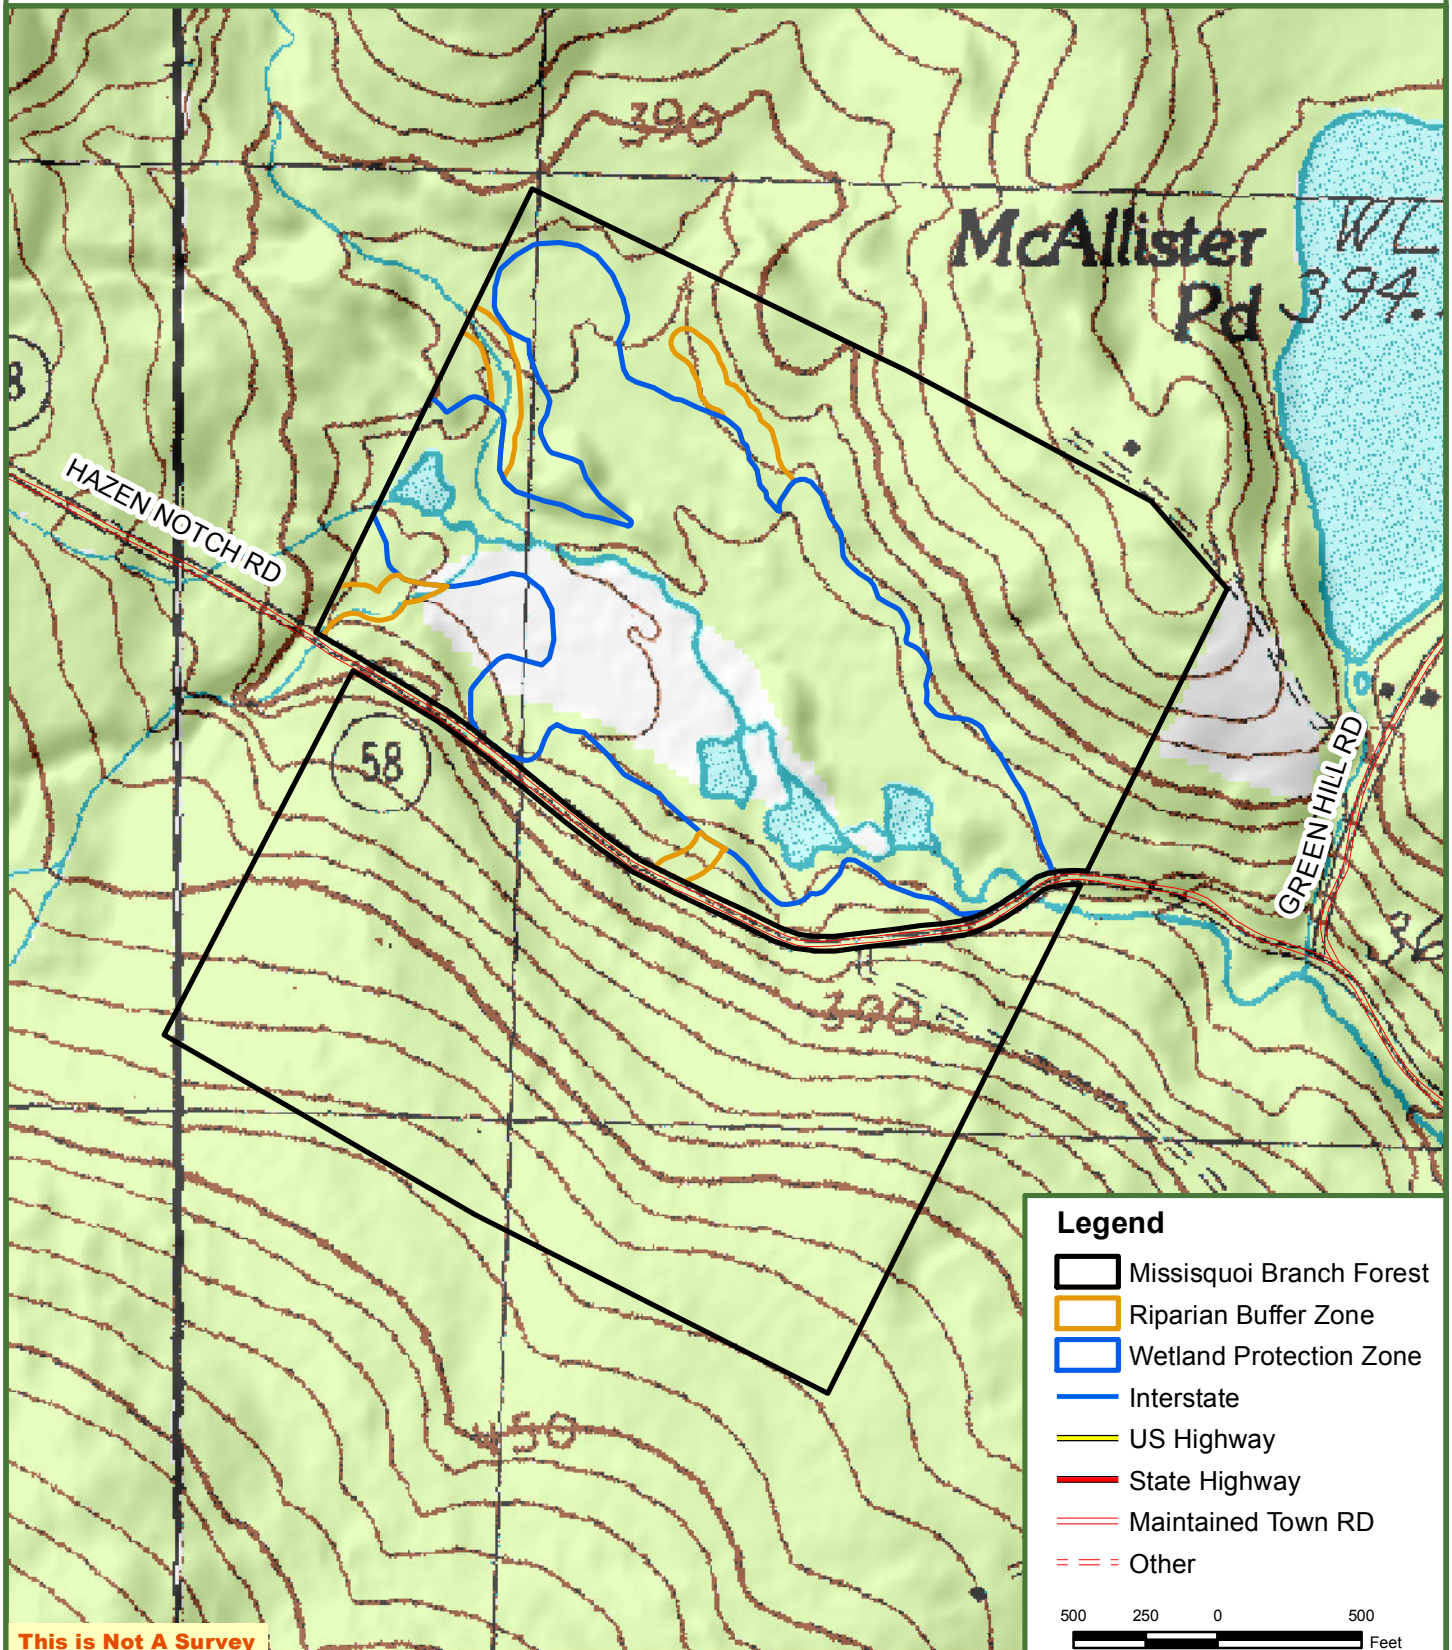 390
McAllister
Pd
WL
394.
8
HAZEN NOTCH RD
58
GREEN HILL RD
36
390
450
Legend
Missisquoi Branch Forest
Riparian Buffer Zone
Wetland Protection Zone
Interstate
US Highway
State Highway
Maintained Town RD
Other
500 250 0 500
Feet
This is Not A Survey